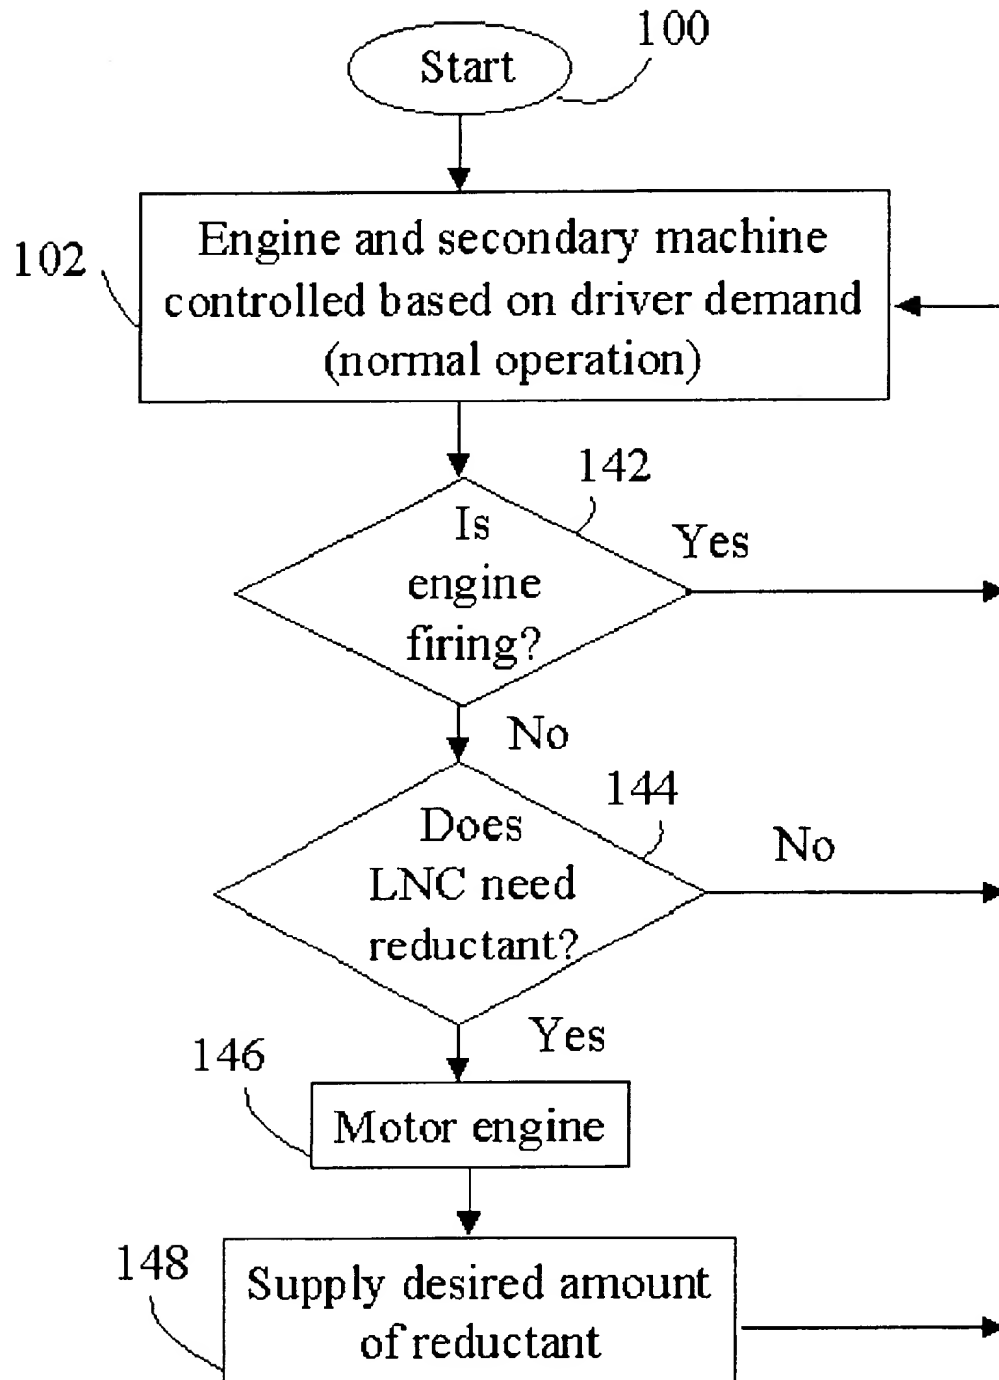 100
Start
102
Engine and secondary machine
controlled based on driver demand
(normal operation)
142
Is
engine
firing?
Yes
No
144
Does
LNC need
reductant?
No
Yes
146
Motor engine
148
Supply desired amount
of reductant